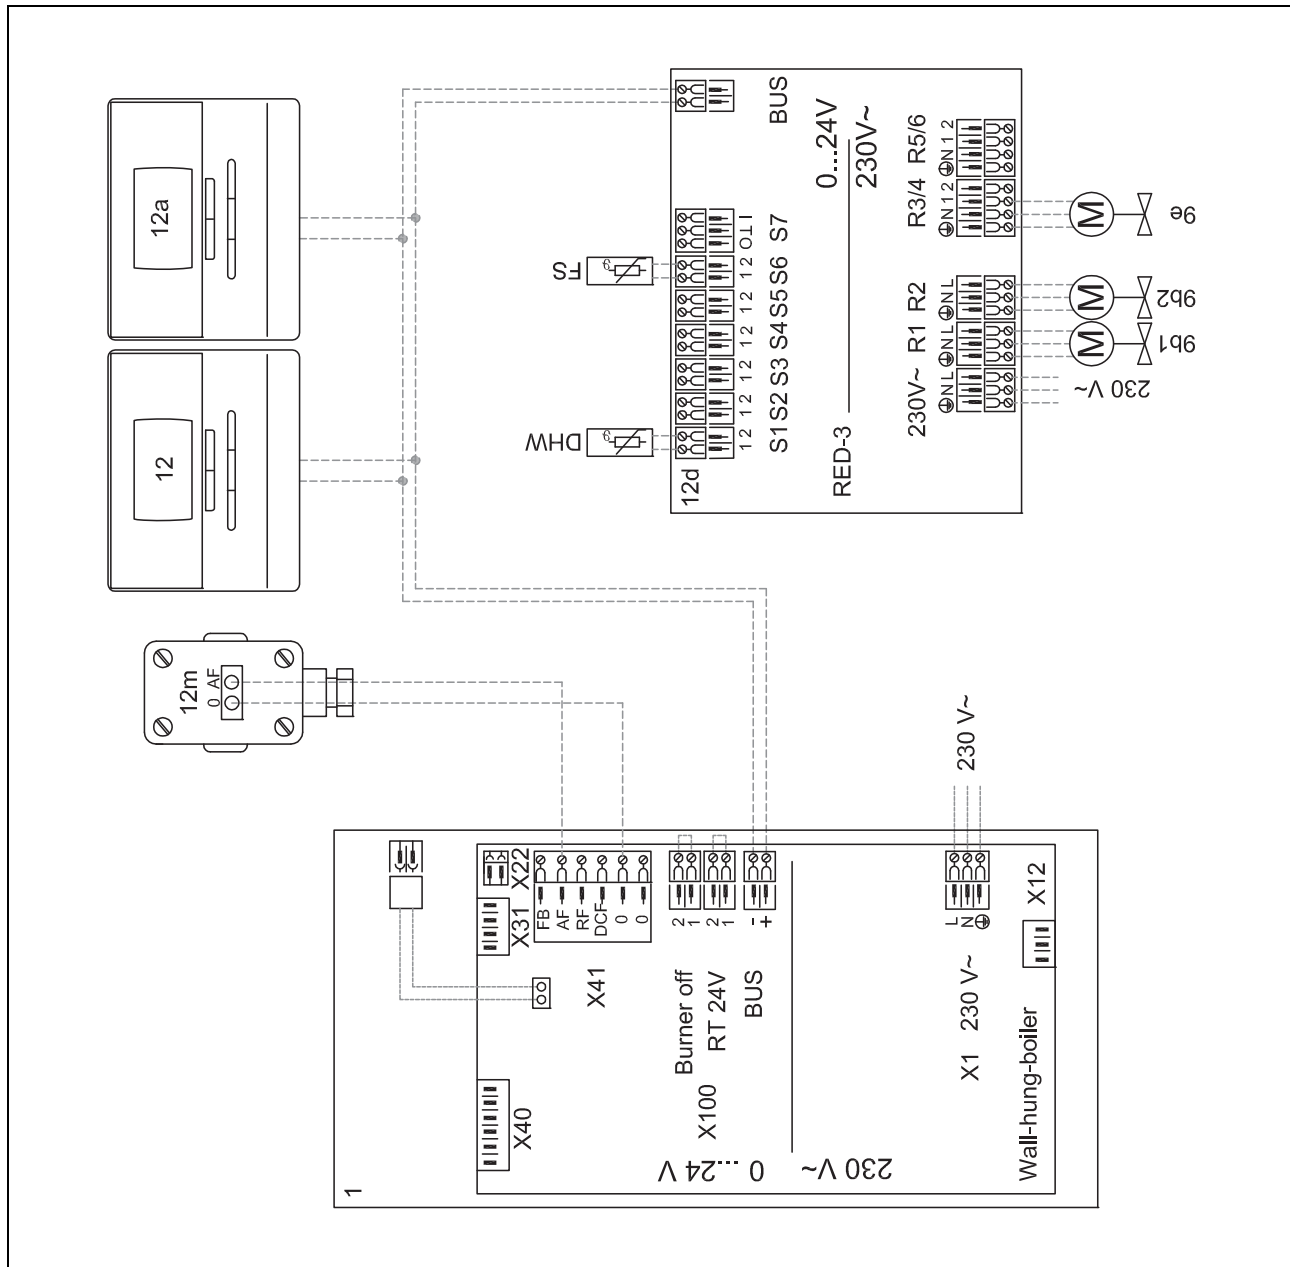 12a
12
12m
0 AF
BUS
0...24V
230V~
S7
O T I
S6
1 2
S5
1 2
S4
1 2
S3
1 2
S2
1 2
S1
1 2
FS
DHW
12d
RED-3
R5/6
N 1 2
R3/4
N 1 2
R2
N L
R1
N L
230V~
N L
9e
9b2
9b1
230 V~
1
X22
X31
FB
AF
RF
DCF
0
0
X41
X40
Burner off
2
1
RT 24V
2
1
BUS
-
+
X100
0....24 V
230 V~
230 V~
L
N
X1 230 V~
X12
Wall-hung-boiler